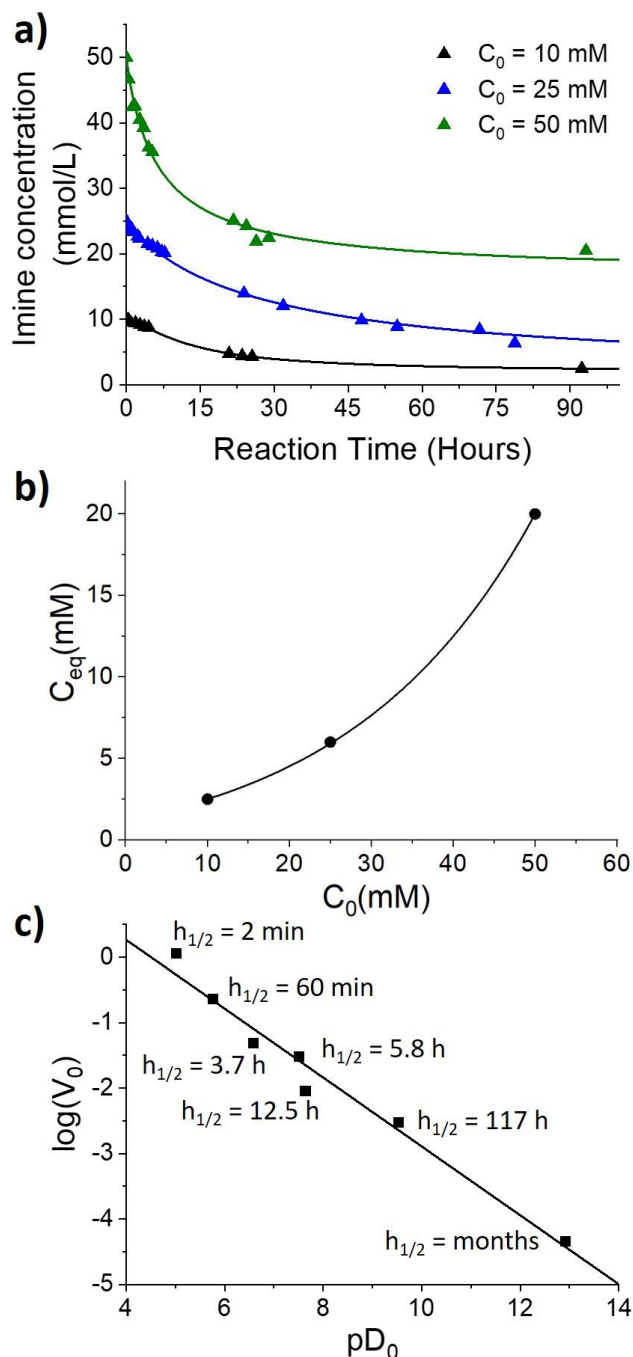 a)
C₀ = 10 mM
C₀ = 25 mM
C₀ = 50 mM
Imine concentration
(mmol/L)
50
40
30
20
10
0
0 15 30 45 60 75 90
Reaction Time (Hours)
b)
C_eq(mM)
20
15
10
5
0
0 10 20 30 40 50 60
C₀(mM)
c)
log(V₀)
0
-1
-2
-3
-4
-5
h₁/₂ = 2 min
h₁/₂ = 60 min
h₁/₂ = 3.7 h
h₁/₂ = 5.8 h
h₁/₂ = 12.5 h
h₁/₂ = 117 h
h₁/₂ = months
4 6 8 10 12 14
pD₀